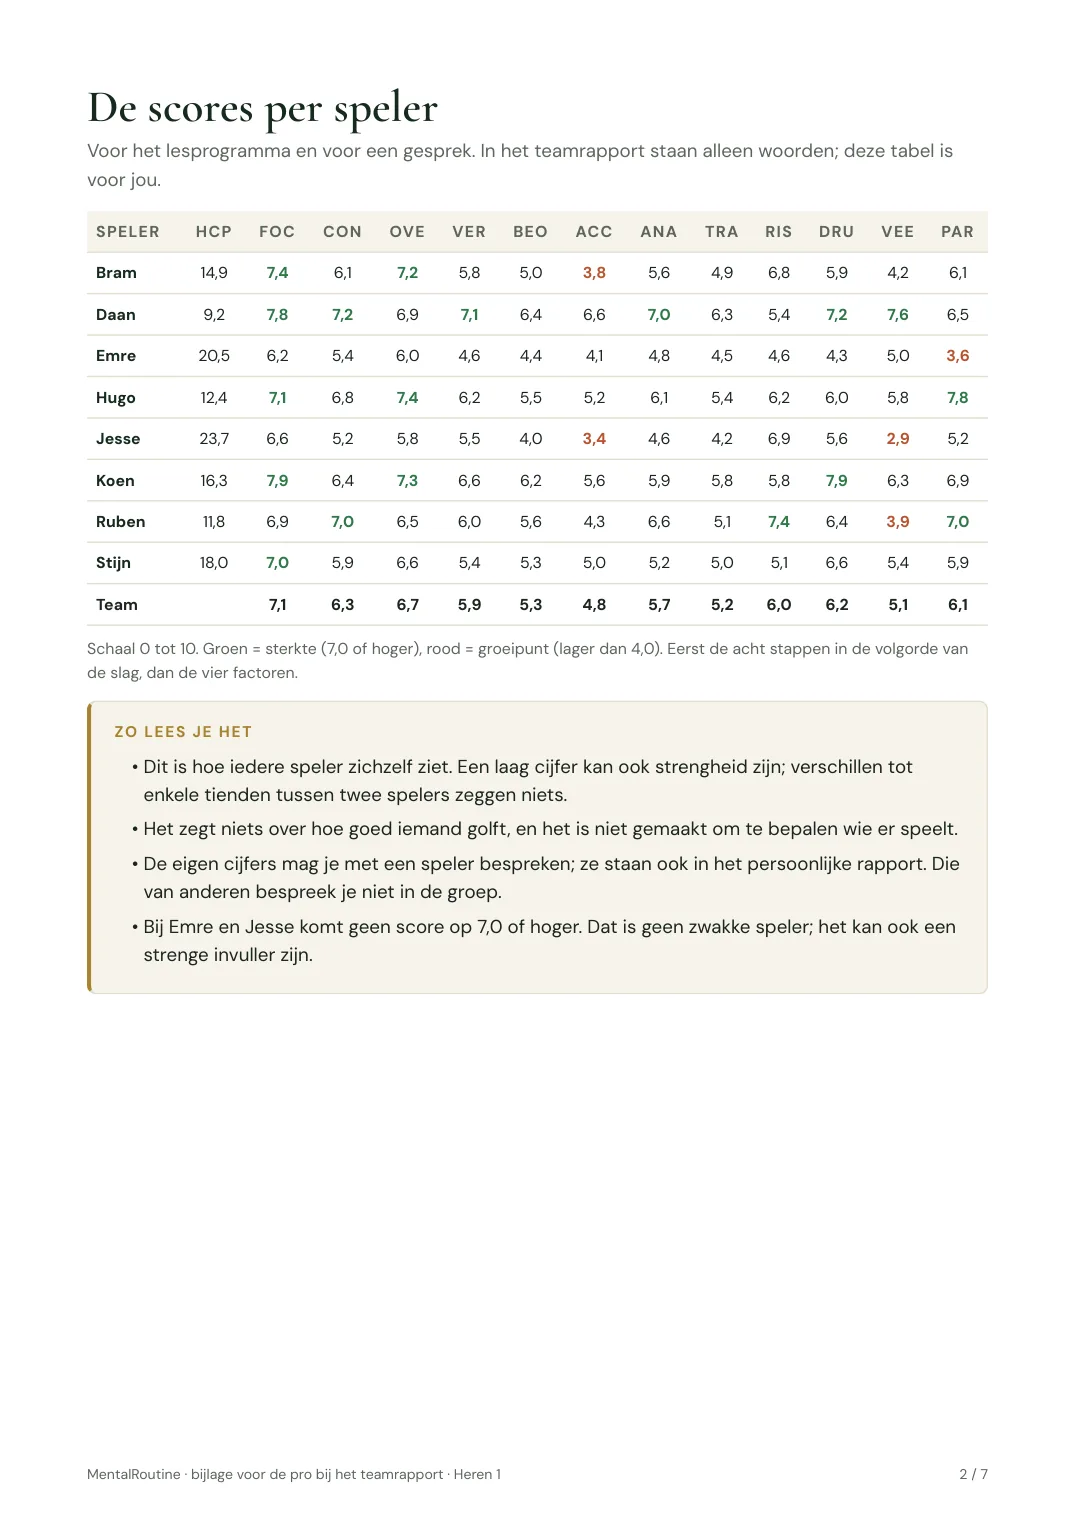 De scores per speler
Voor het lesprogramma en voor een gesprek. In het teamrapport staan alleen woorden; deze tabel is
voor jou.
SPELER HCP FOC CON OVE VER BEO ACC ANA TRA RIS DRU VEE PAR
Bram 14,9 7,4 6,1 7,2 5,8 5,0 3,8 5,6 4,9 6,8 5,9 4,2 6,1
Daan 9,2 7,8 7,2 6,9 7,1 6,4 6,6 7,0 6,3 5,4 7,2 7,6 6,5
Emre 20,5 6,2 5,4 6,0 4,6 4,4 4,1 4,8 4,5 4,6 4,3 5,0 3,6
Hugo 12,4 7,1 6,8 7,4 6,2 5,5 5,2 6,1 5,4 6,2 6,0 5,8 7,8
Jesse 23,7 6,6 5,2 5,8 5,5 4,0 3,4 4,6 4,2 6,9 5,6 2,9 5,2
Koen 16,3 7,9 6,4 7,3 6,6 6,2 5,6 5,9 5,8 5,8 7,9 6,3 6,9
Ruben 11,8 6,9 7,0 6,5 6,0 5,6 4,3 6,6 5,1 7,4 6,4 3,9 7,0
Stijn 18,0 7,0 5,9 6,6 5,4 5,3 5,0 5,2 5,0 5,1 6,6 5,4 5,9
Team 7,1 6,3 6,7 5,9 5,3 4,8 5,7 5,2 6,0 6,2 5,1 6,1
Schaal 0 tot 10. Groen = sterkte (7,0 of hoger), rood = groeipunt (lager dan 4,0). Eerst de acht stappen in de volgorde van
de slag, dan de vier factoren.
ZO LEES JE HET
• Dit is hoe iedere speler zichzelf ziet. Een laag cijfer kan ook strengheid zijn; verschillen tot
enkele tienden tussen twee spelers zeggen niets.
• Het zegt niets over hoe goed iemand golft, en het is niet gemaakt om te bepalen wie er speelt.
• De eigen cijfers mag je met een speler bespreken; ze staan ook in het persoonlijke rapport. Die
van anderen bespreek je niet in de groep.
• Bij Emre en Jesse komt geen score op 7,0 of hoger. Dat is geen zwakke speler; het kan ook een
strenge invuller zijn.
MentalRoutine · bijlage voor de pro bij het teamrapport · Heren 1
2 / 7